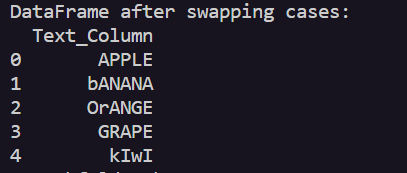 DataFrame after swapping cases:
Text_Column
0 APPLE
1 bANANA
2 OrANGE
3 GRAPE
4 kIwI